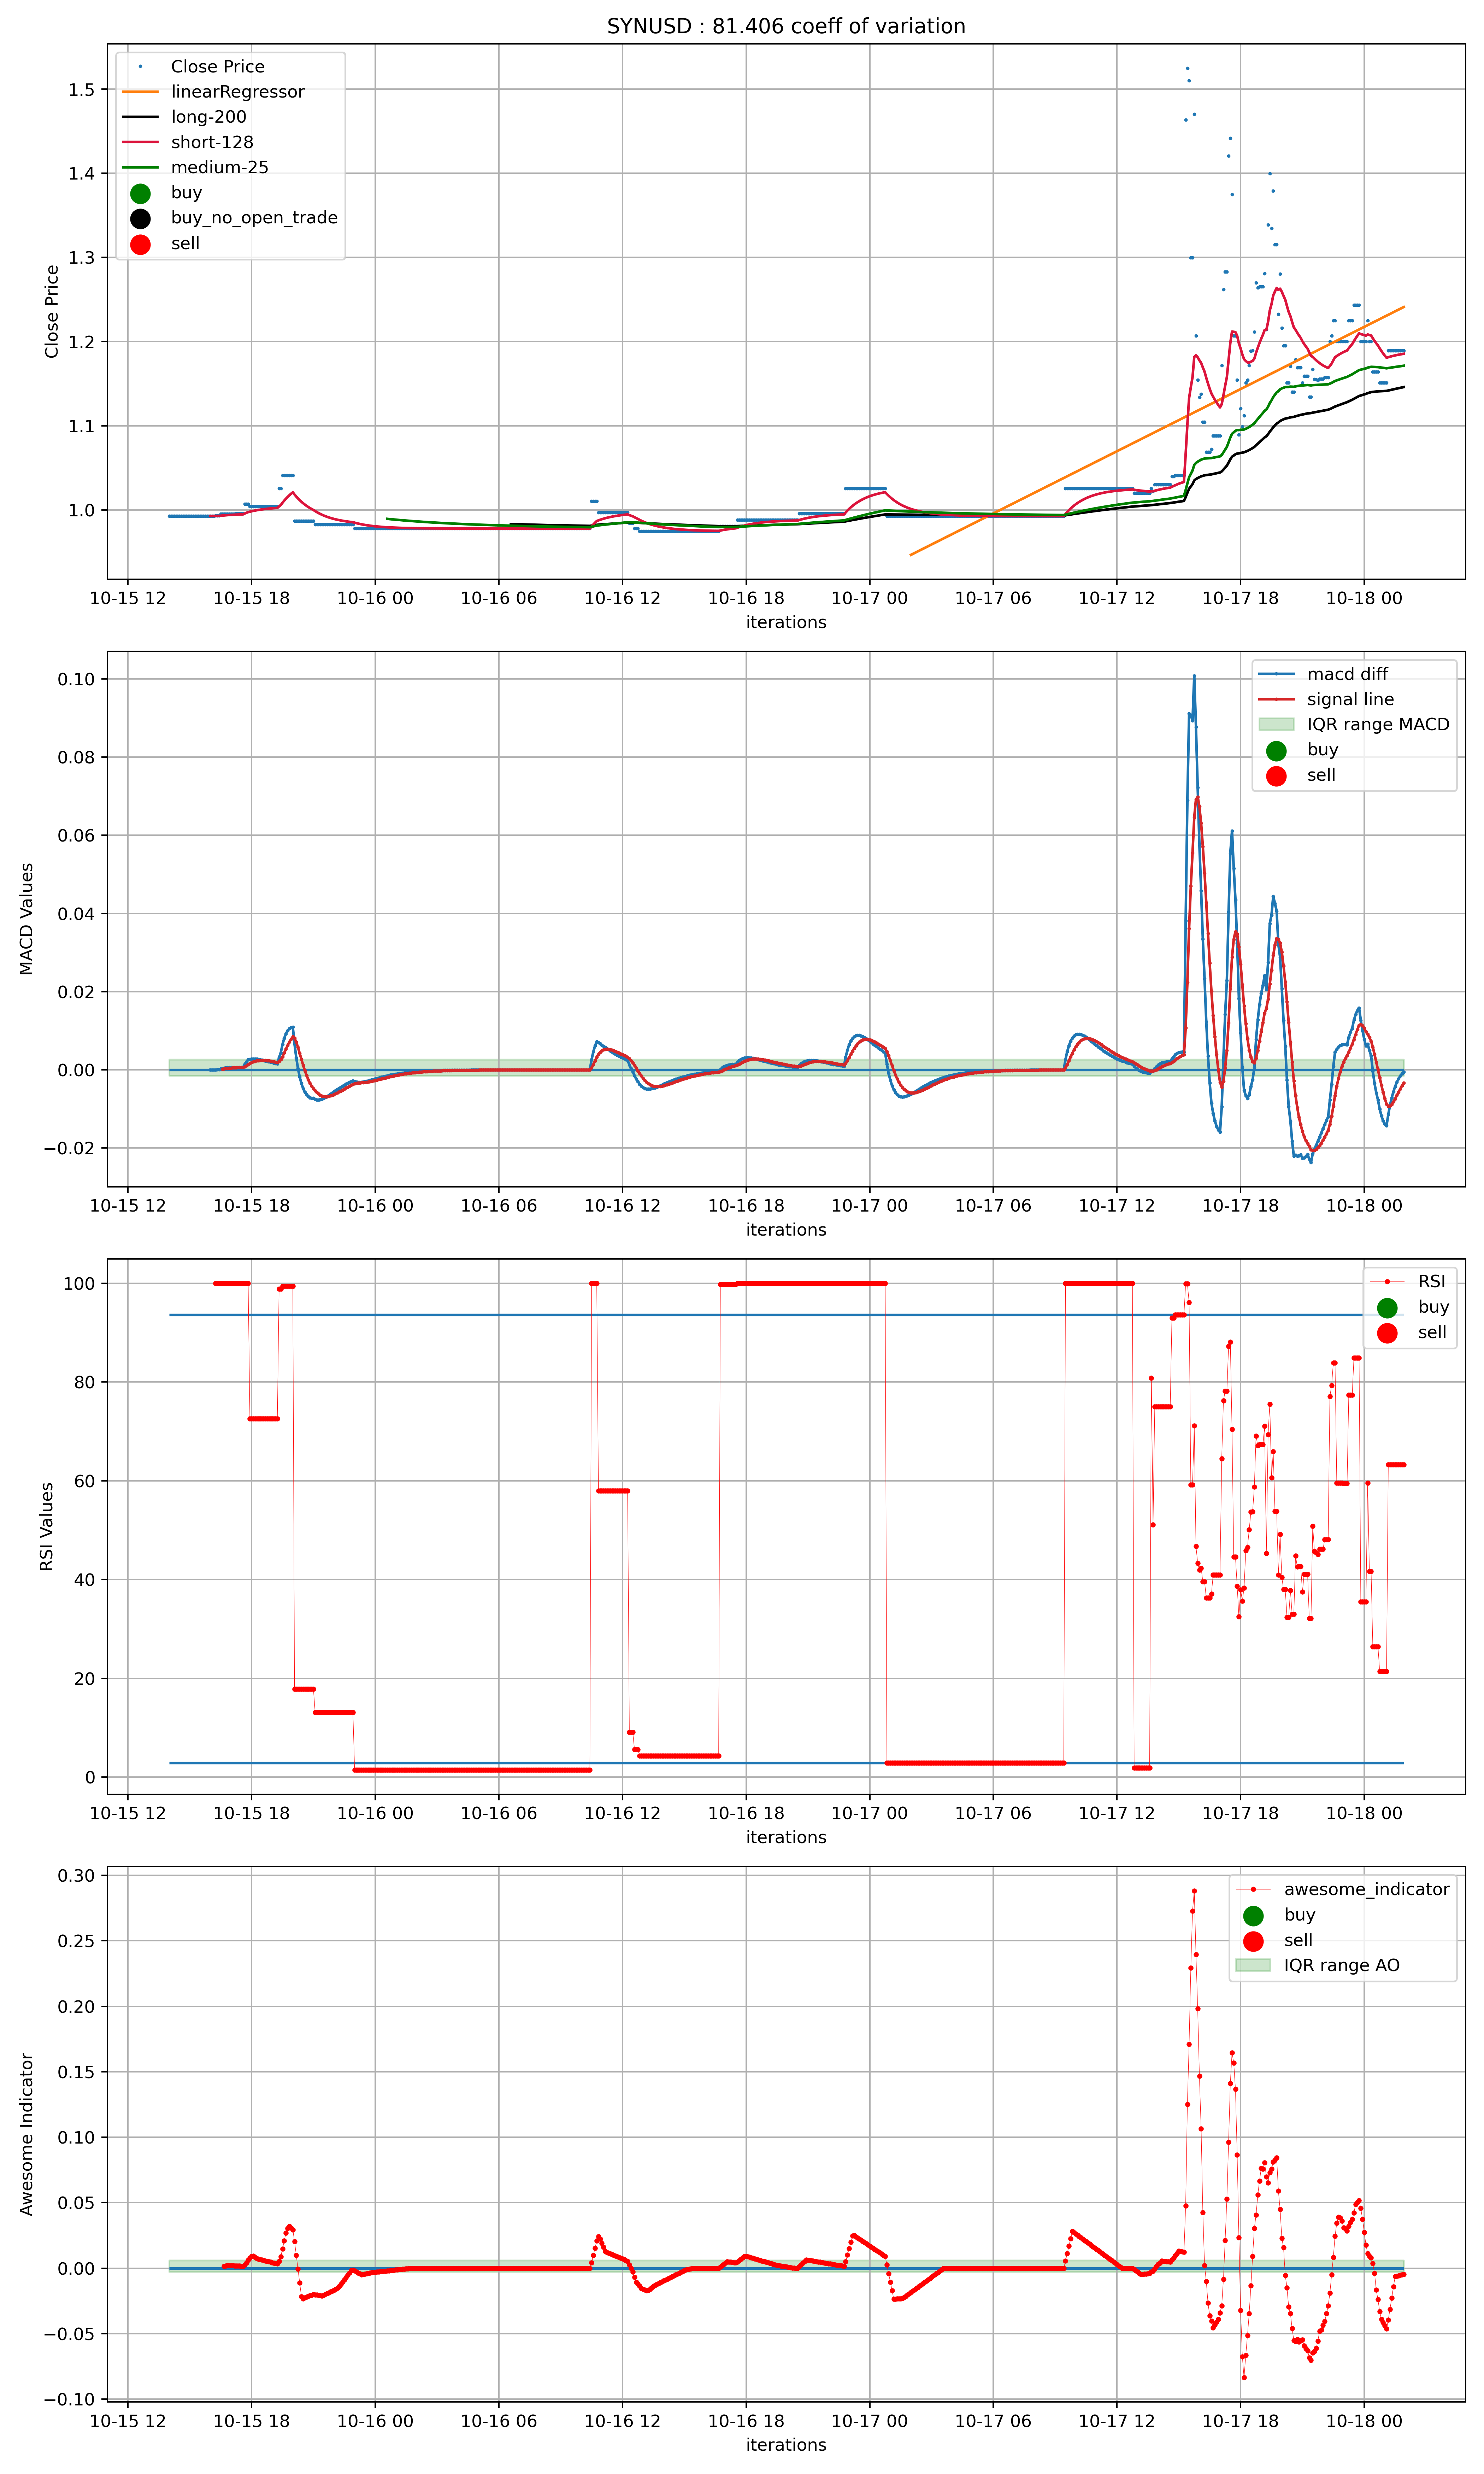 SYNUSD : 81.406 coeff of variation
Close Price
linearRegressor
long-200
short-128
medium-25
buy
buy_no_open_trade
sell
Close Price
1.5
1.4
1.3
1.2
1.1
1.0
10-15 12 10-15 18 10-16 00 10-16 06 10-16 12 10-16 18 10-17 00 10-17 06 10-17 12 10-17 18 10-18 00
iterations
macd diff
signal line
IQR range MACD
buy
sell
MACD Values
0.10
0.08
0.06
0.04
0.02
0.00
−0.02
10-15 12 10-15 18 10-16 00 10-16 06 10-16 12 10-16 18 10-17 00 10-17 06 10-17 12 10-17 18 10-18 00
iterations
RSI
buy
sell
RSI Values
100
80
60
40
20
0
10-15 12 10-15 18 10-16 00 10-16 06 10-16 12 10-16 18 10-17 00 10-17 06 10-17 12 10-17 18 10-18 00
iterations
awesome_indicator
buy
sell
IQR range AO
Awesome Indicator
0.30
0.25
0.20
0.15
0.10
0.05
0.00
−0.05
−0.10
10-15 12 10-15 18 10-16 00 10-16 06 10-16 12 10-16 18 10-17 00 10-17 06 10-17 12 10-17 18 10-18 00
iterations